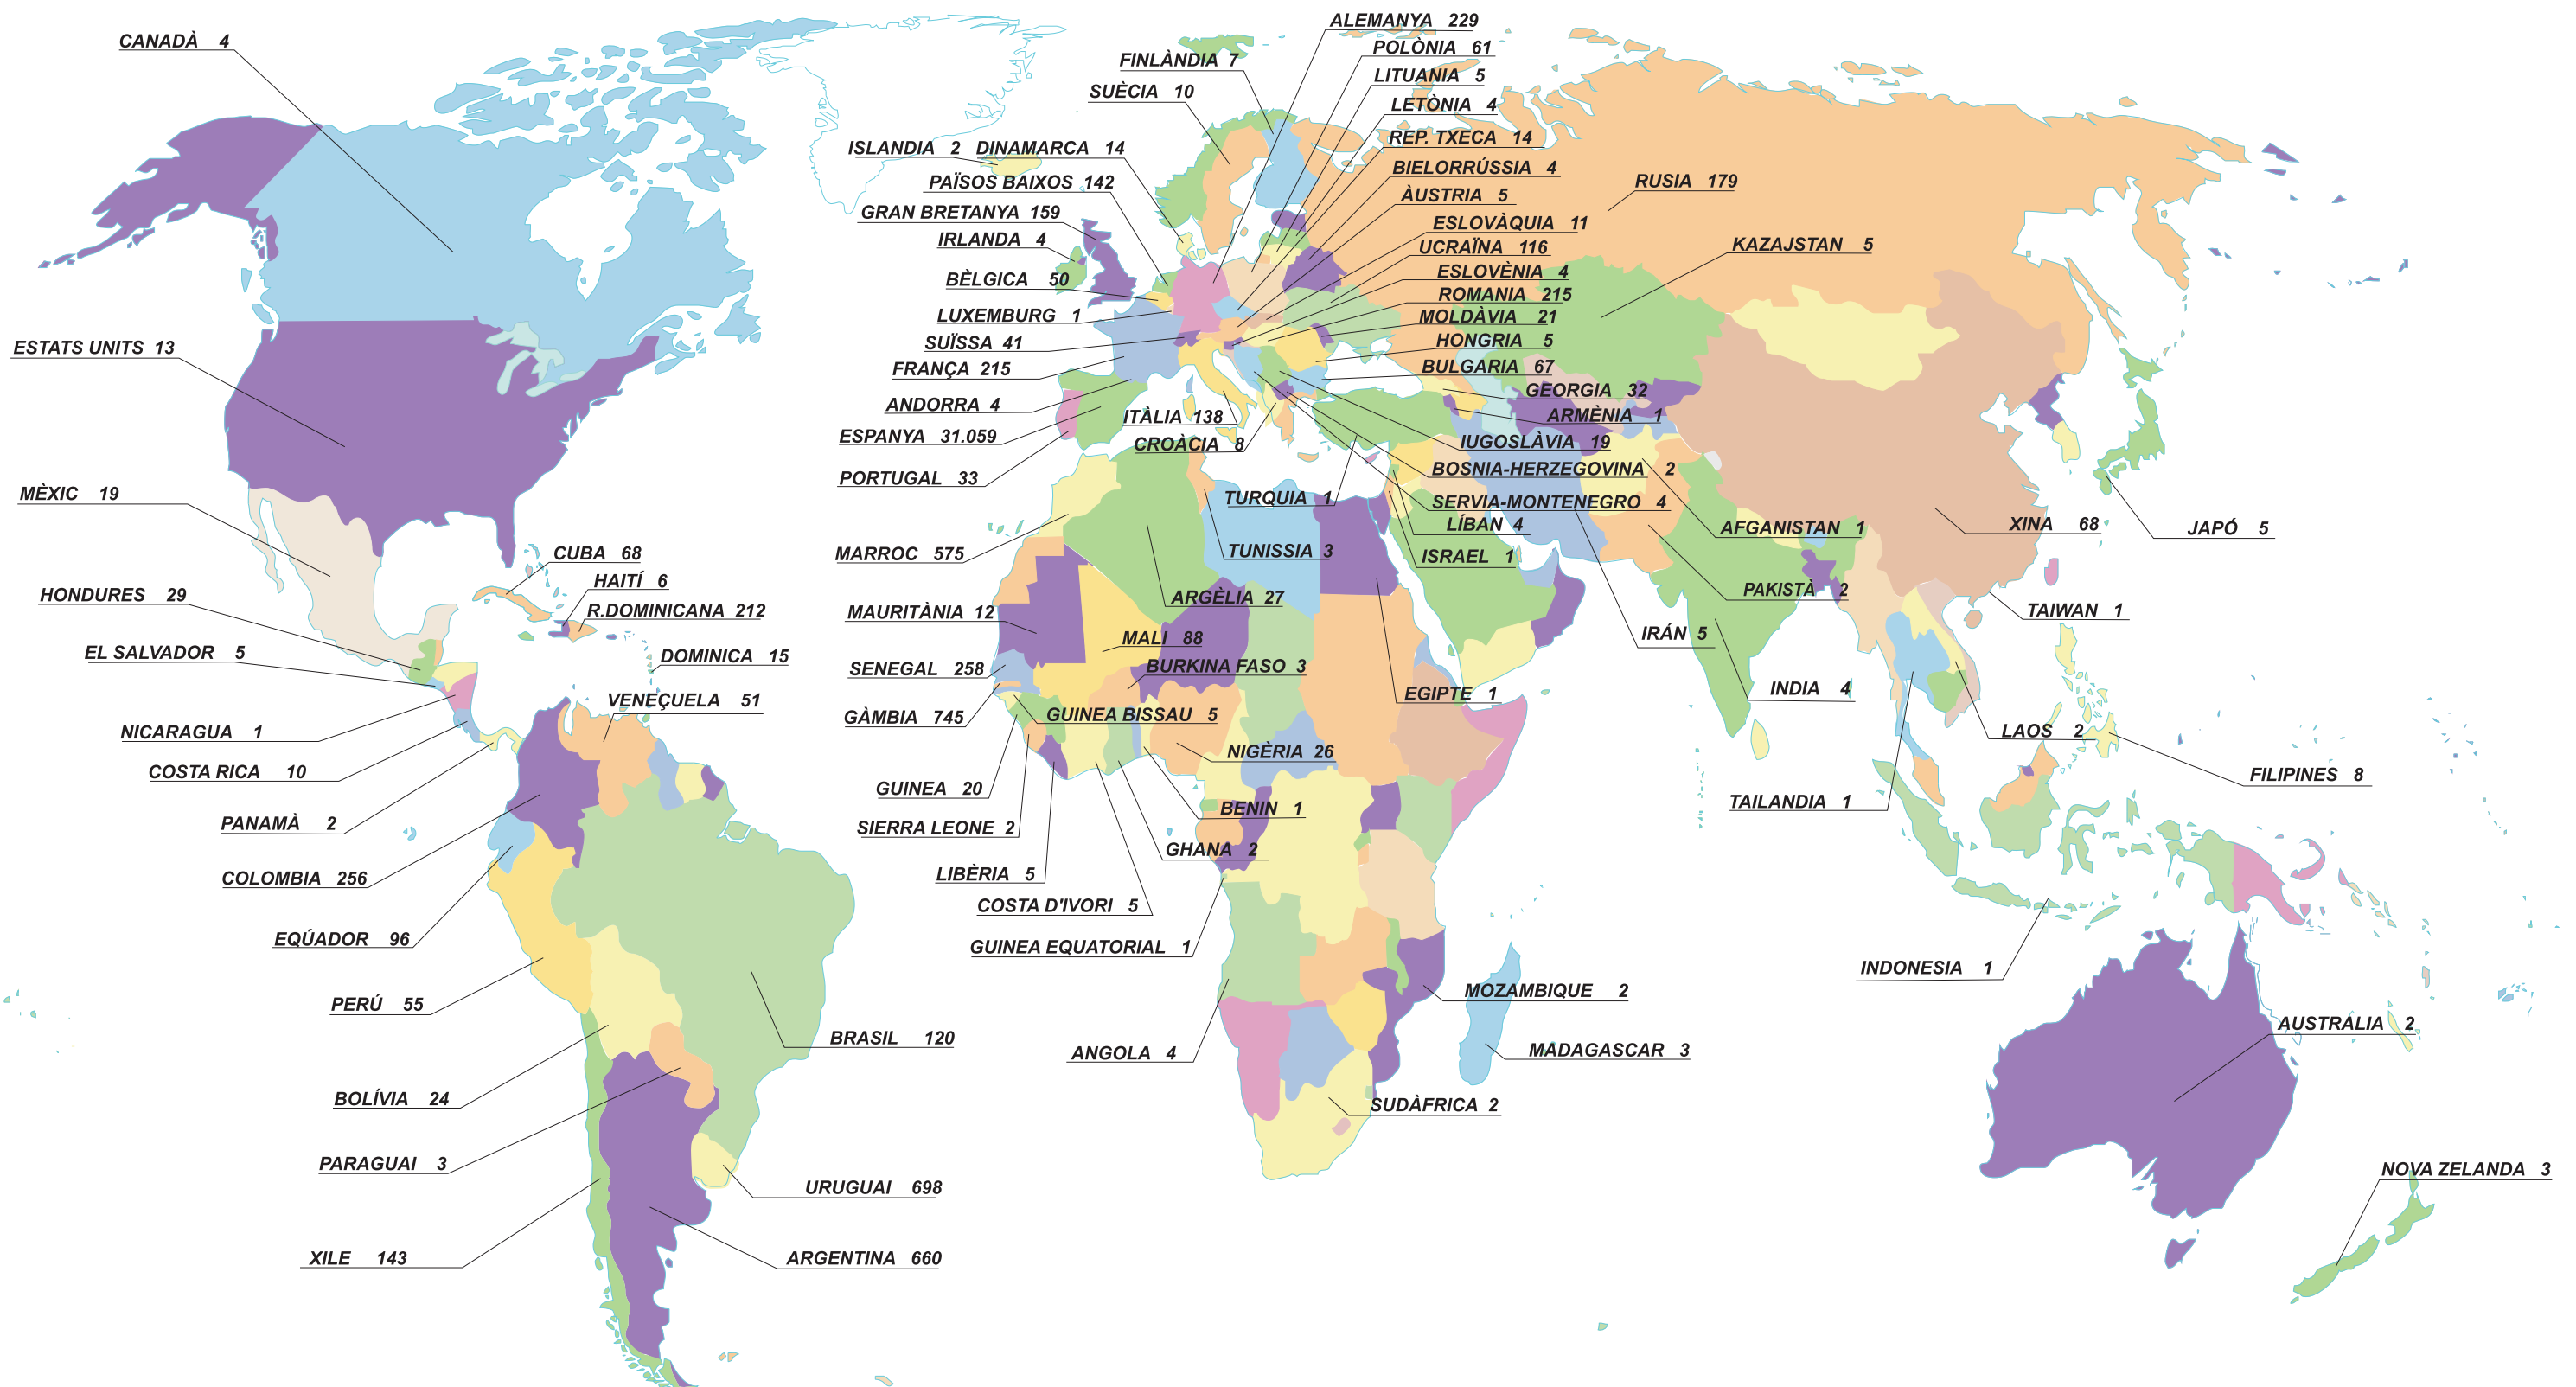 CANADÀ 4
ESTATS UNITS 13
MÈXIC 19
CUBA 68
HAITÍ 6
R.DOMINICANA 212
HONDURES 29
EL SALVADOR 5
DOMINICA 15
VENEÇUELA 51
NICARAGUA 1
COSTA RICA 10
PANAMÀ 2
COLOMBIA 256
EQÚADOR 96
PERÚ 55
BRASIL 120
BOLÍVIA 24
PARAGUAI 3
URUGUAI 698
XILE 143
ARGENTINA 660
ALEMANYA 229
POLÒNIA 61
FINLÀNDIA 7
LITUANIA 5
SUÈCIA 10
LETÒNIA 4
REP. TXECA 14
ISLANDIA 2
DINAMARCA 14
BIELORRÚSSIA 4
PAÏSOS BAIXOS 142
ÀUSTRIA 5
GRAN BRETANYA 159
ESLOVÀQUIA 11
IRLANDA 4
UCRAÏNA 116
BÈLGICA 50
ESLOVÈNIA 4
ROMANIA 215
LUXEMBURG 1
MOLDÀVIA 21
SUÏSSA 41
HONGRIA 5
FRANÇA 215
BULGARIA 67
GEORGIA 32
ANDORRA 4
ITÀLIA 138
ARMÈNIA 1
ESPANYA 31.059
CROÀCIA 8
IUGOSLÀVIA 19
BOSNIA-HERZEGOVINA 2
PORTUGAL 33
TURQUIA 1
SERVIA-MONTENEGRO 4
LÍBAN 4
ISRAEL 1
RUSIA 179
KAZAJSTAN 5
AFGANISTAN 1
XINA 68
JAPÓ 5
PAKISTÀ 2
TAIWAN 1
IRÁN 5
INDIA 4
LAOS 2
TAILANDIA 1
FILIPINES 8
INDONESIA 1
AUSTRALIA 2
NOVA ZELANDA 3
MARROC 575
TUNISSIA 3
ARGÈLIA 27
MAURITÀNIA 12
MALI 88
SENEGAL 258
BURKINA FASO 3
EGIPTE 1
GÀMBIA 745
GUINEA BISSAU 5
NIGÈRIA 26
GUINEA 20
BENIN 1
SIERRA LEONE 2
GHANA 2
LIBÈRIA 5
COSTA D'IVORI 5
GUINEA EQUATORIAL 1
MOZAMBIQUE 2
ANGOLA 4
MADAGASCAR 3
SUDÀFRICA 2